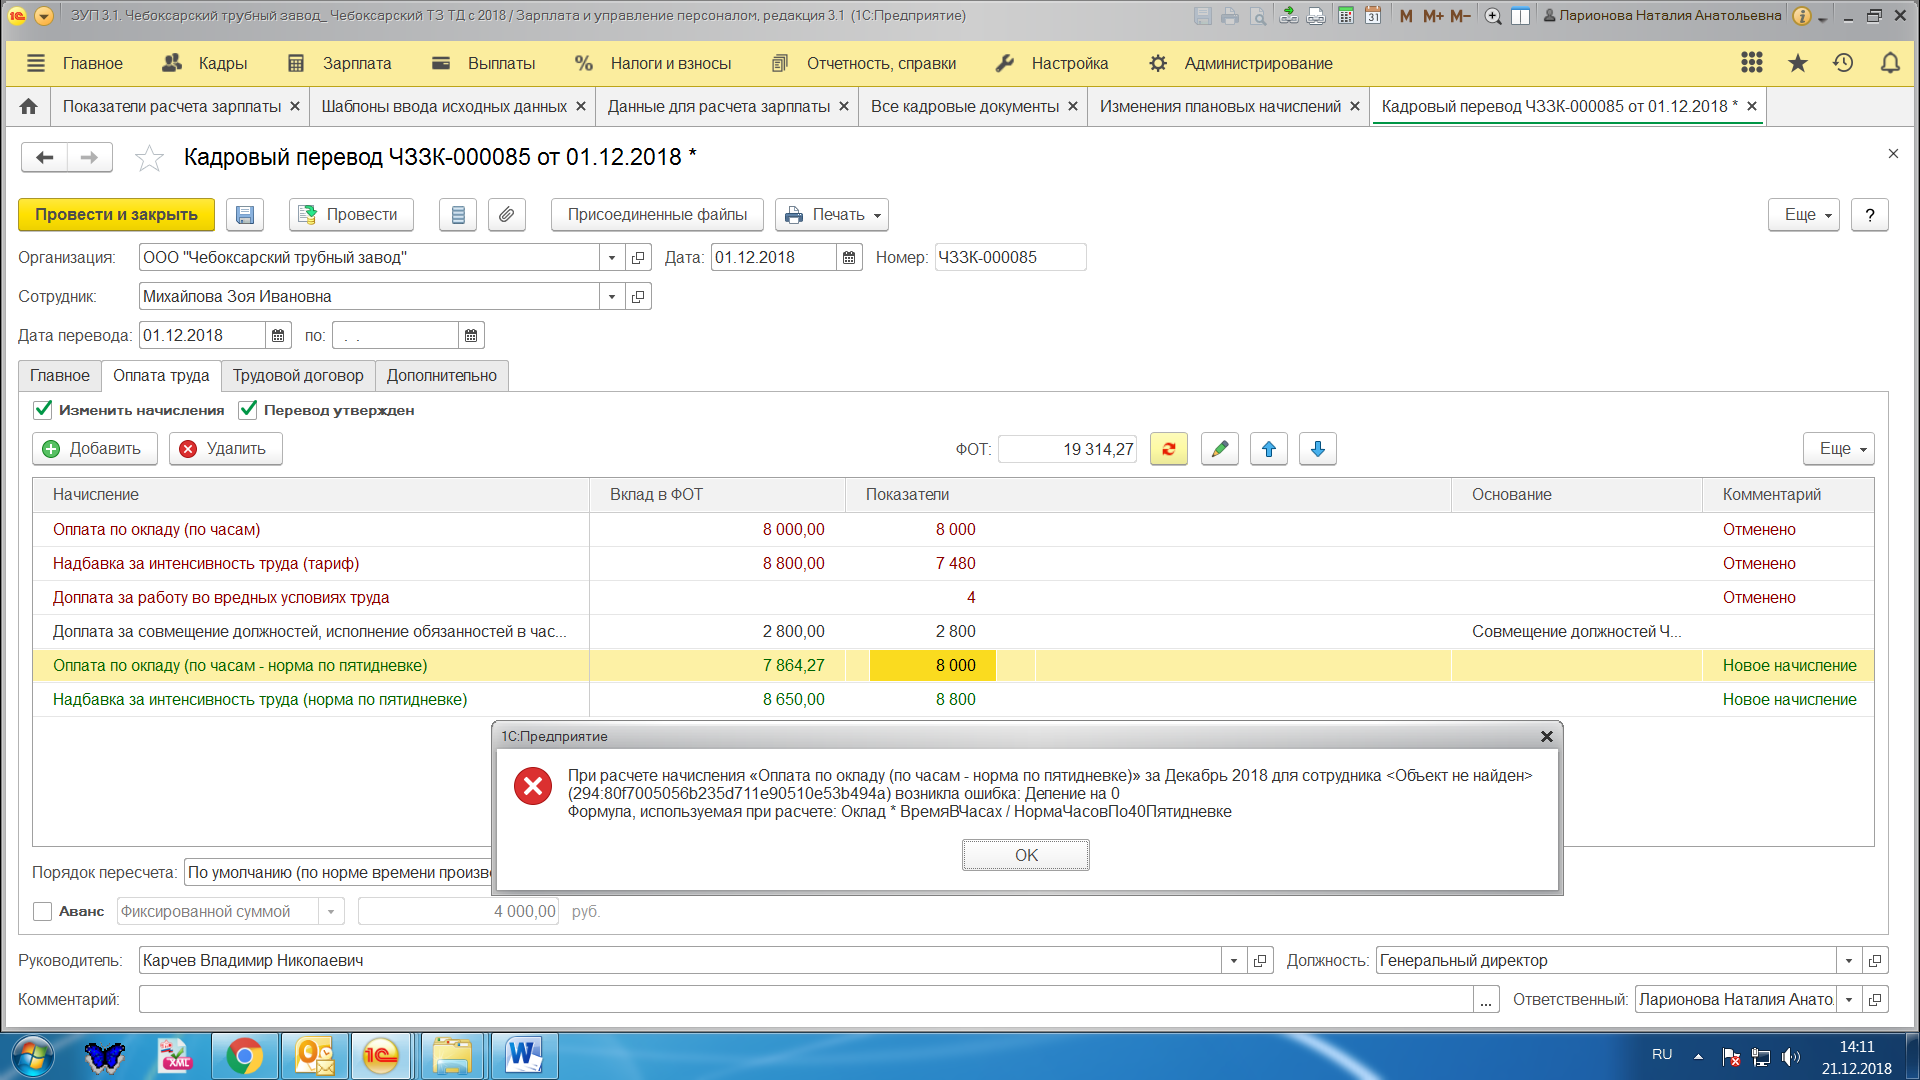 ЗУП 3.1. Чебоксарский трубный завод_ Чебоксарский ТЗ ТД с 2018 / Зарплата и управление персоналом, редакция 3.1 (1С:Предприятие)
M M+ M- Ларионова Наталия Анатольевна
Главное Кадры Зарплата Выплаты Налоги и взносы Отчетность, справки Настройка Администрирование
Показатели расчета зарплаты Шаблоны ввода исходных данных Данные для расчета зарплаты Все кадровые документы Изменения плановых начислений Кадровый перевод ЧЗЗК-000085 от 01.12.2018 *
Кадровый перевод ЧЗЗК-000085 от 01.12.2018 *
Провести и закрыть Провести Присоединенные файлы Печать Еще ?
Организация: ООО "Чебоксарский трубный завод" Дата: 01.12.2018 Номер: ЧЗЗК-000085
Сотрудник: Михайлова Зоя Ивановна
Дата перевода: 01.12.2018 по: . .
Главное Оплата труда Трудовой договор Дополнительно
Изменить начисления Перевод утвержден
Добавить Удалить ФОТ: 19 314,27 Еще
Начисление Вклад в ФОТ Показатели Основание Комментарий
Оплата по окладу (по часам) 8 000,00 8 000 Отменено
Надбавка за интенсивность труда (тариф) 8 800,00 7 480 Отменено
Доплата за работу во вредных условиях труда 4 Отменено
Доплата за совмещение должностей, исполнение обязанностей в час... 2 800,00 2 800 Совмещение должностей Ч...
Оплата по окладу (по часам - норма по пятидневке) 7 864,27 8 000 Новое начисление
Надбавка за интенсивность труда (норма по пятидневке) 8 650,00 8 800 Новое начисление
1С:Предприятие
При расчете начисления «Оплата по окладу (по часам - норма по пятидневке)» за Декабрь 2018 для сотрудника <Объект не найден>
(294:80f7005056b235d711e90510e53b494a) возникла ошибка: Деление на 0
Формула, используемая при расчете: Оклад * ВремяВЧасах / НормаЧасовПо40Пятидневке
OK
Порядок пересчета: По умолчанию (по норме времени произв
Аванс Фиксированной суммой 4 000,00 руб.
Руководитель: Карчев Владимир Николаевич Должность: Генеральный директор
Комментарий: ... Ответственный: Ларионова Наталия Анато
RU 14:11
21.12.2018